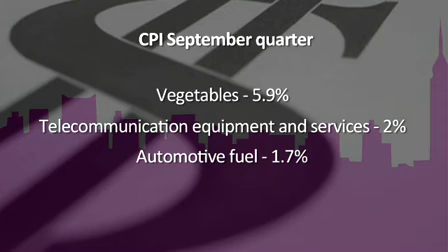 CPI September quarter
Vegetables - 5.9%
Telecommunication equipment and services - 2%
Automotive fuel - 1.7%